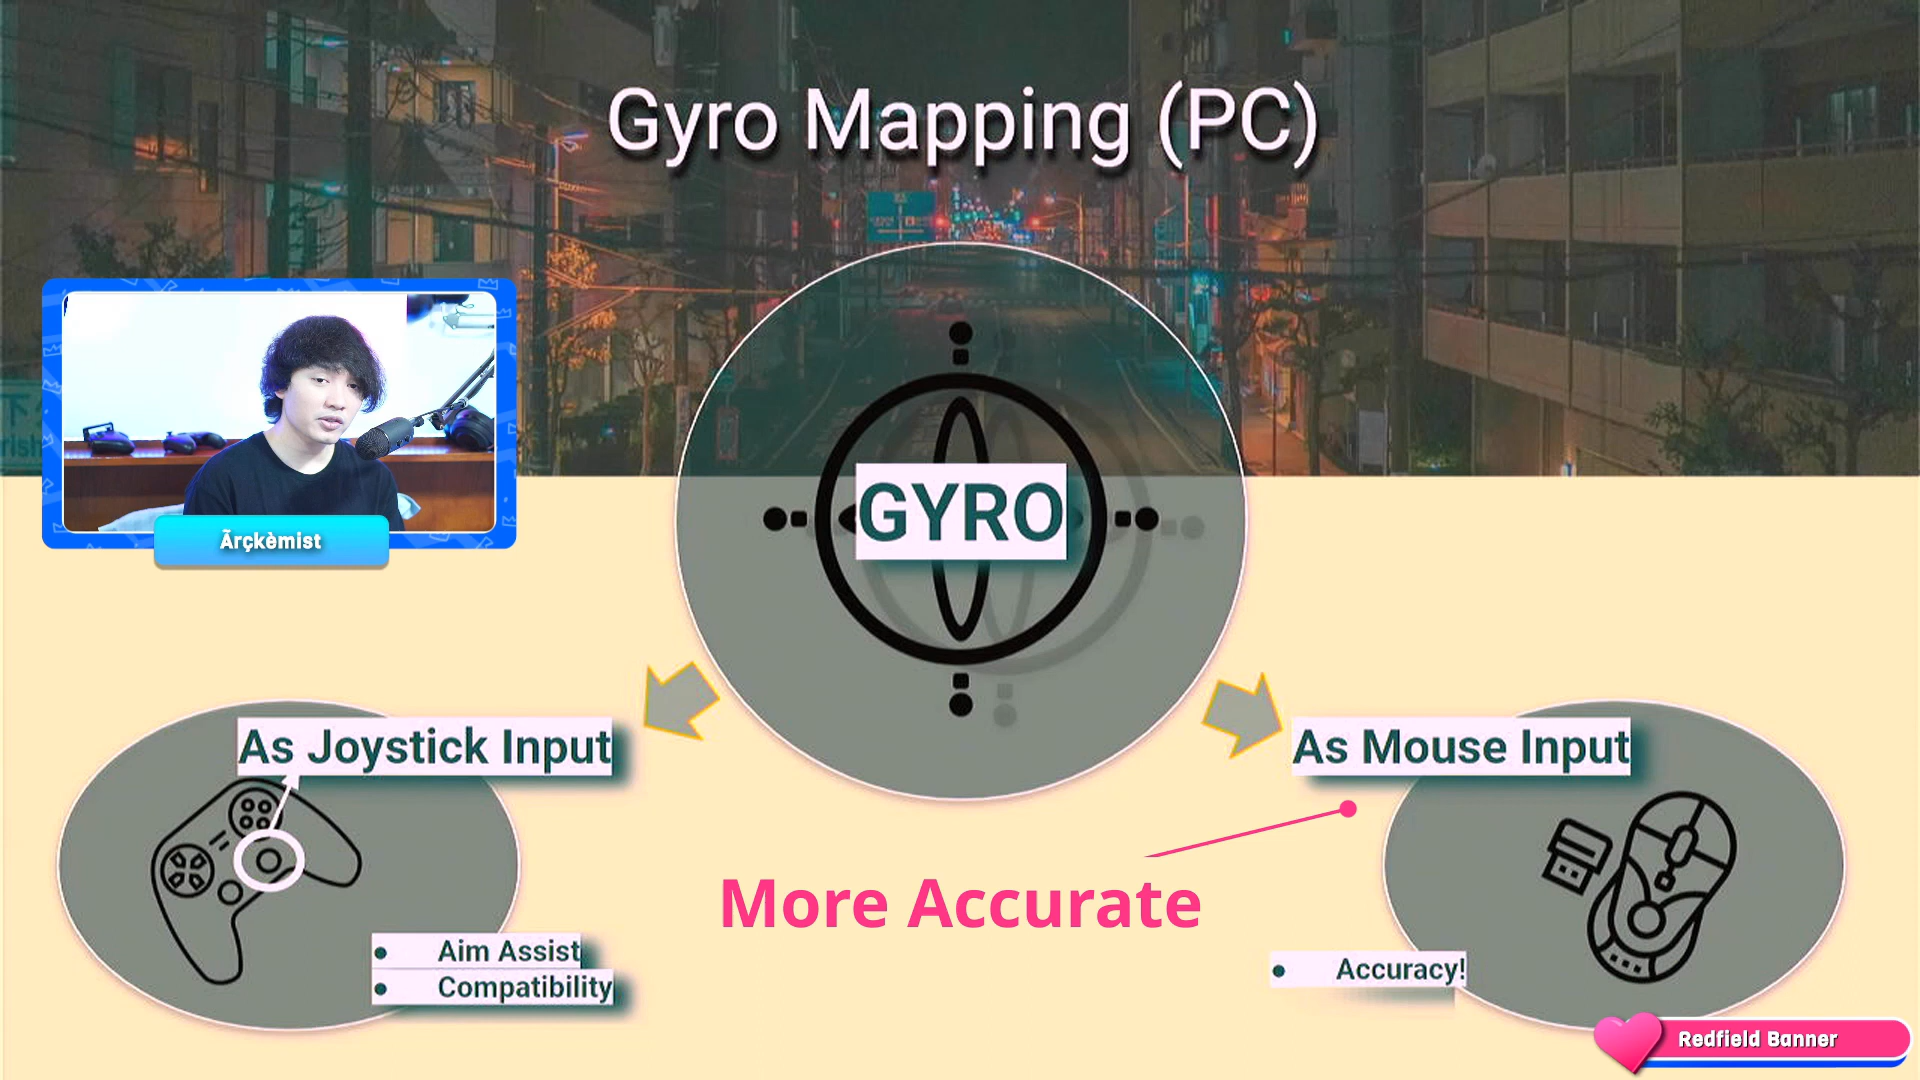 Gyro Mapping (PC)
GYRO
Ãrçkèmist
As Joystick Input
As Mouse Input
More Accurate
● Aim Assist
● Compatibility
● Accuracy!
Redfield Banner